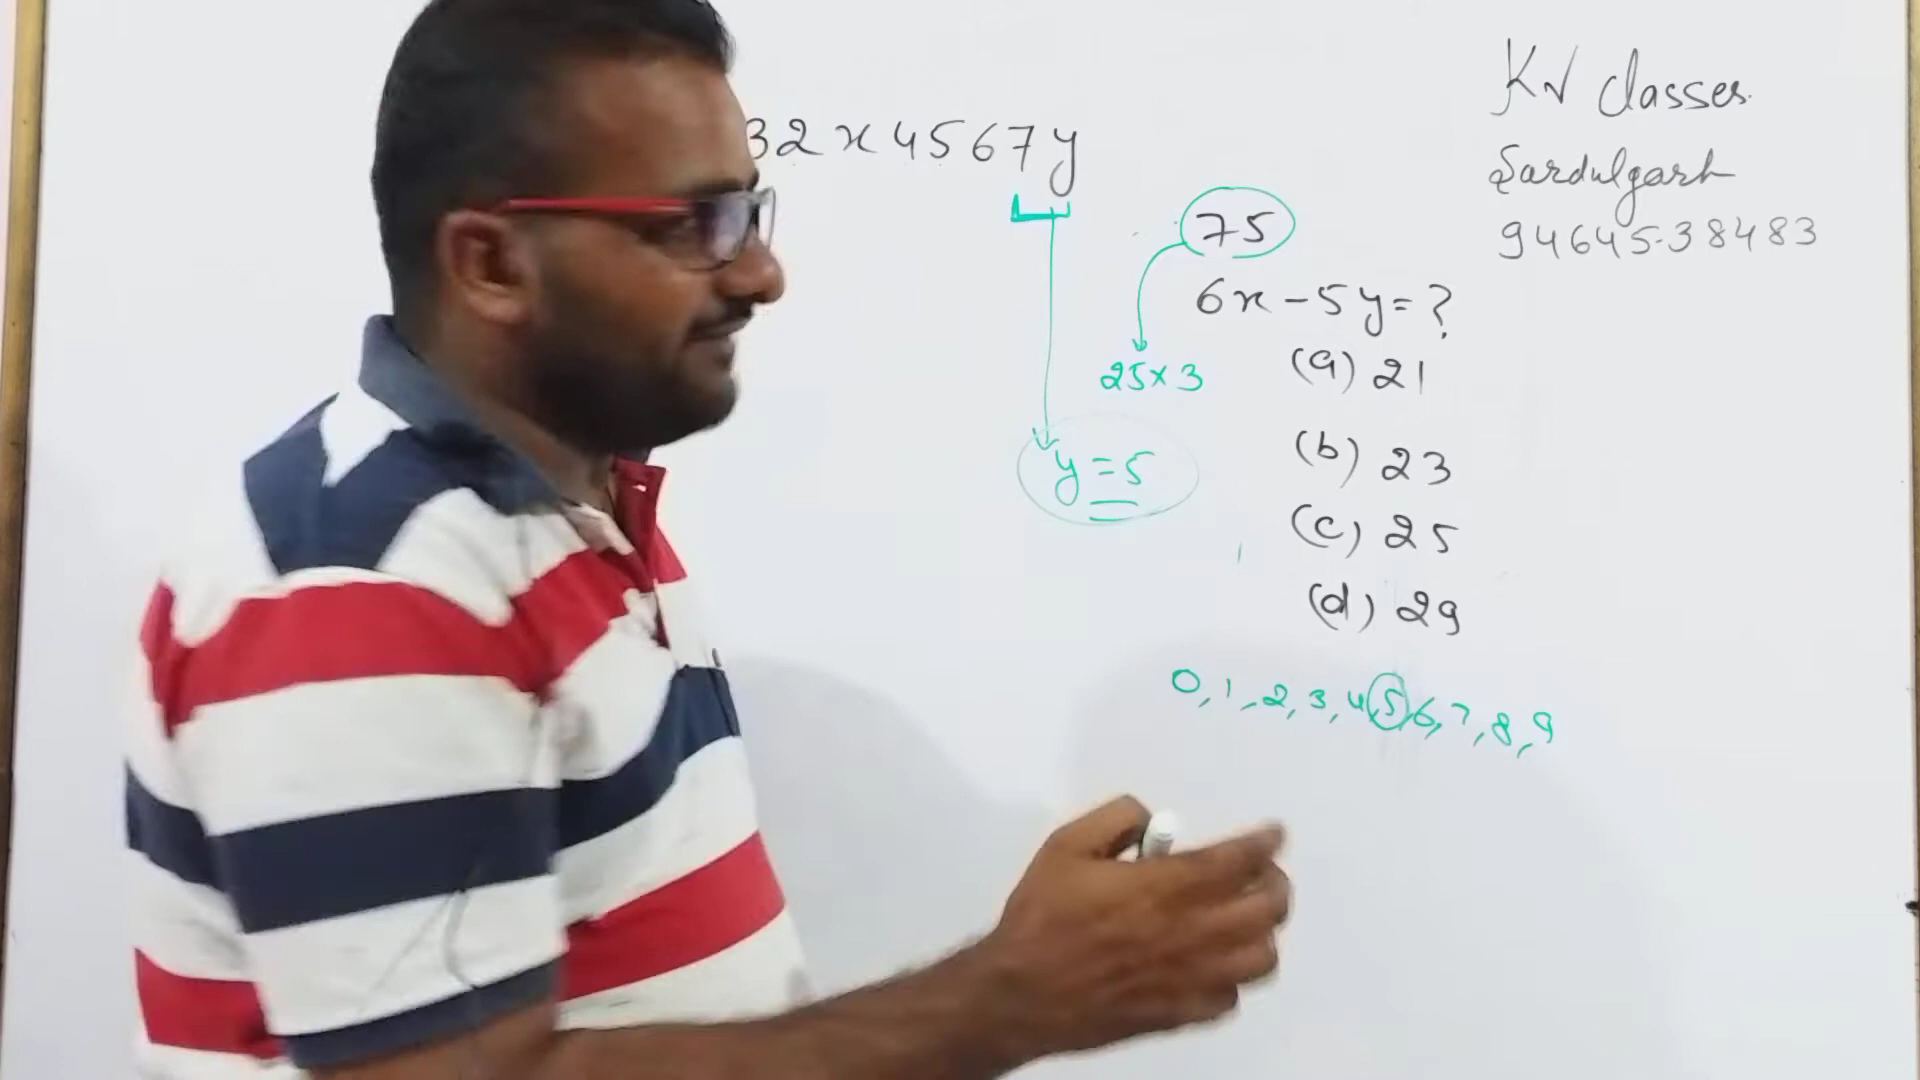 KV classes.
Sardulgarh
94645-38483
32x4567y
75
6x-5y=?
25×3
(a) 21
(b) 23
y=5
(c) 25
(d) 29
0,1,2,3,4,5,6,7,8,9